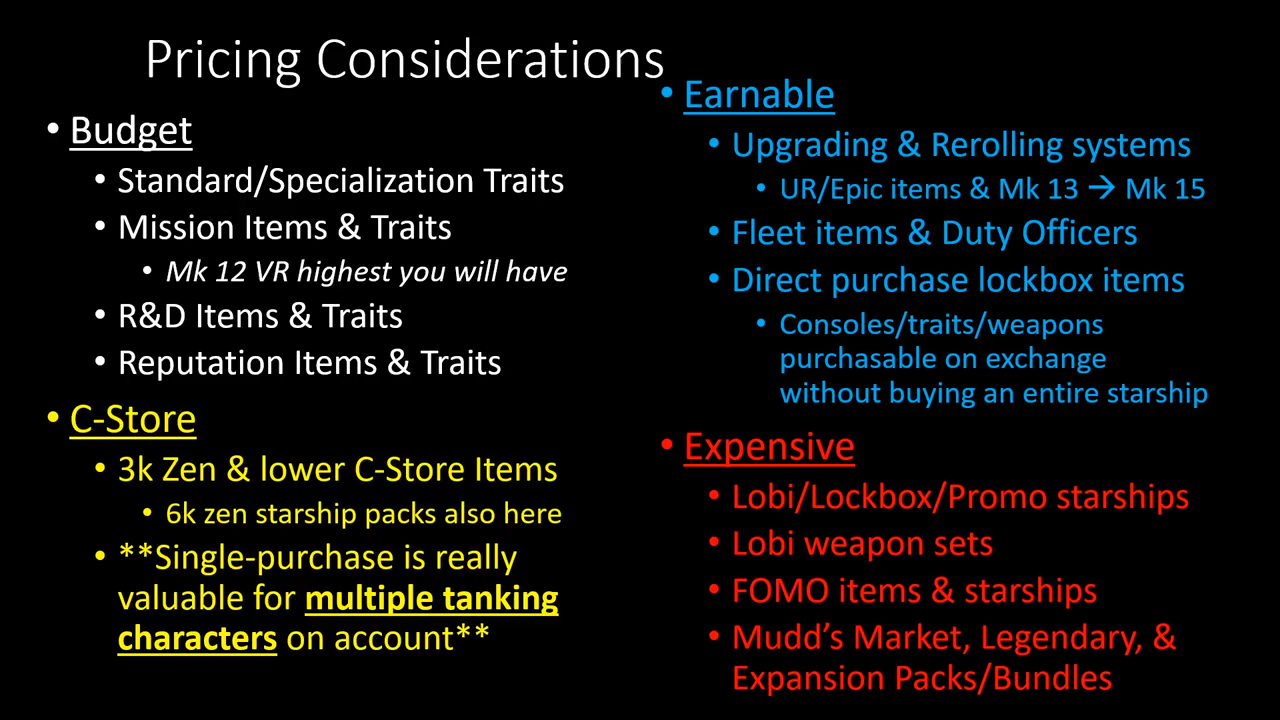 Pricing Considerations
• Budget
• Standard/Specialization Traits
• Mission Items & Traits
• Mk 12 VR highest you will have
• R&D Items & Traits
• Reputation Items & Traits
• C-Store
• 3k Zen & lower C-Store Items
• 6k zen starship packs also here
• **Single-purchase is really
valuable for multiple tanking
characters on account**
• Earnable
• Upgrading & Rerolling systems
• UR/Epic items & Mk 13 → Mk 15
• Fleet items & Duty Officers
• Direct purchase lockbox items
• Consoles/traits/weapons
purchasable on exchange
without buying an entire starship
• Expensive
• Lobi/Lockbox/Promo starships
• Lobi weapon sets
• FOMO items & starships
• Mudd’s Market, Legendary, &
Expansion Packs/Bundles